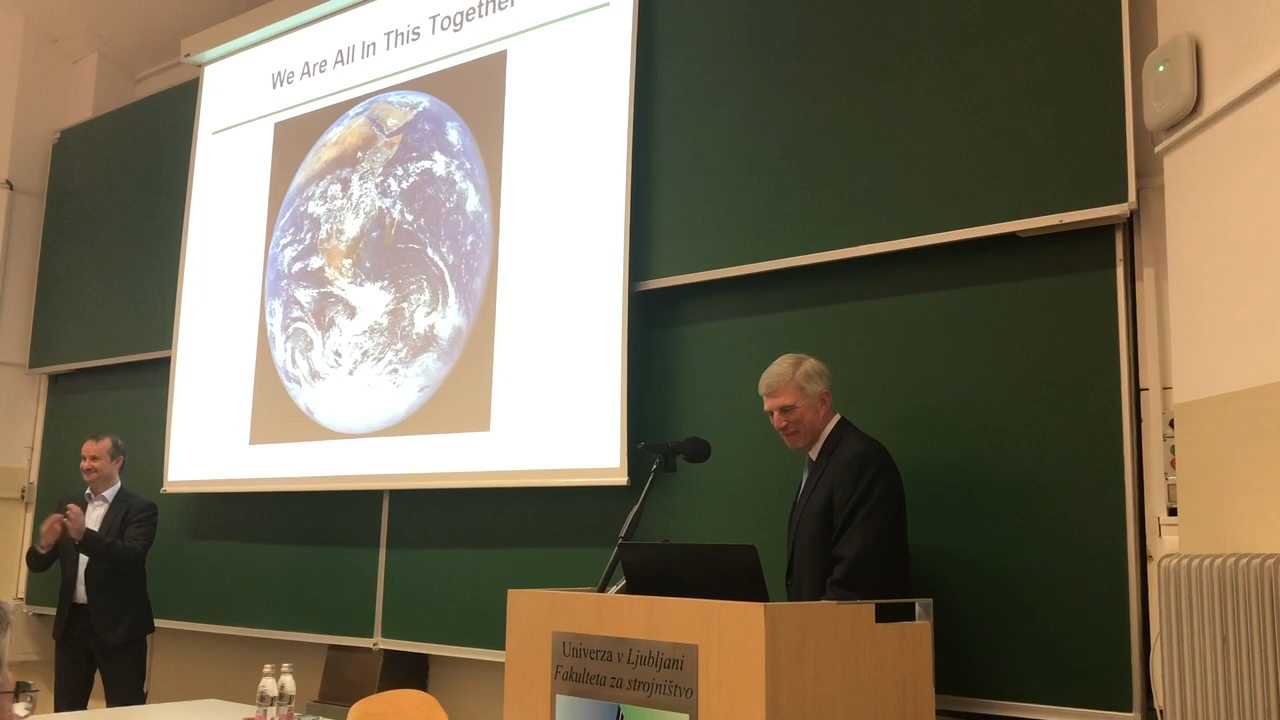 We Are All In This Together
Univerza v Ljubljani
Fakulteta za strojništvo